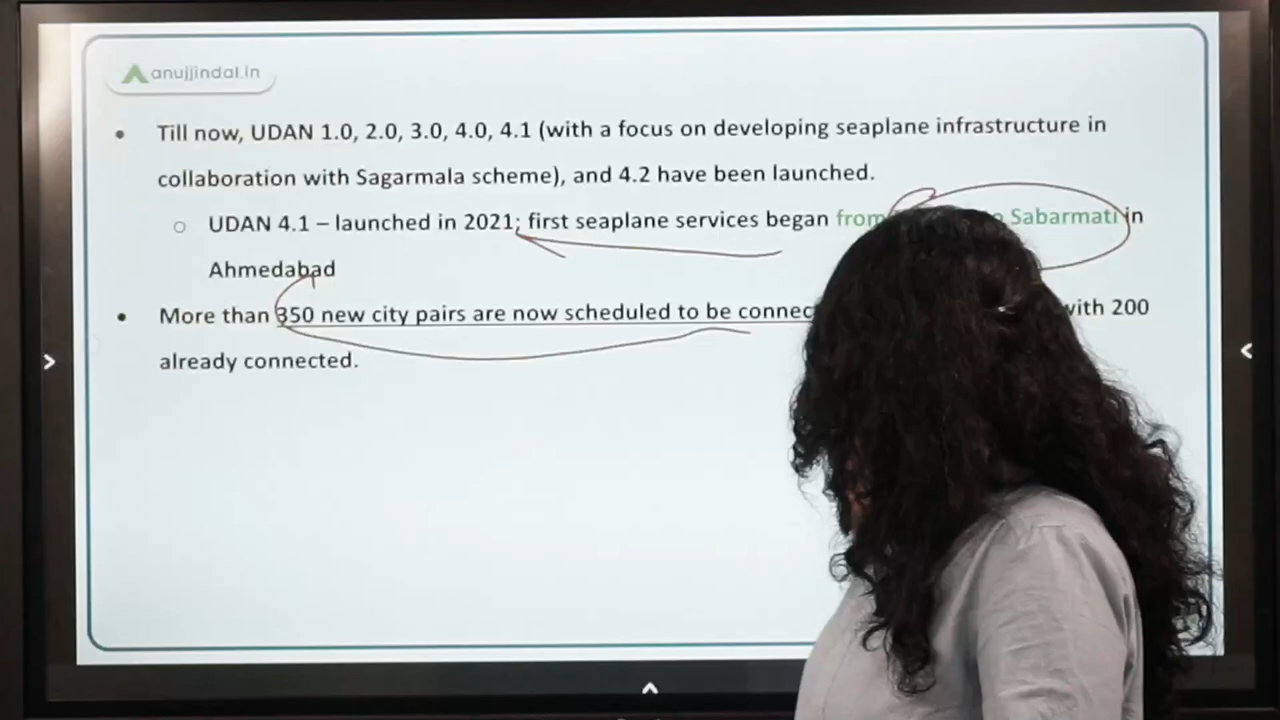 anujjindal.in
Till now, UDAN 1.0, 2.0, 3.0, 4.0, 4.1 (with a focus on developing seaplane infrastructure in
collaboration with Sagarmala scheme), and 4.2 have been launched.
UDAN 4.1 – launched in 2021; first seaplane services began from Sabarmati in
Ahmedabad
More than 350 new city pairs are now scheduled to be with 200
already connected.